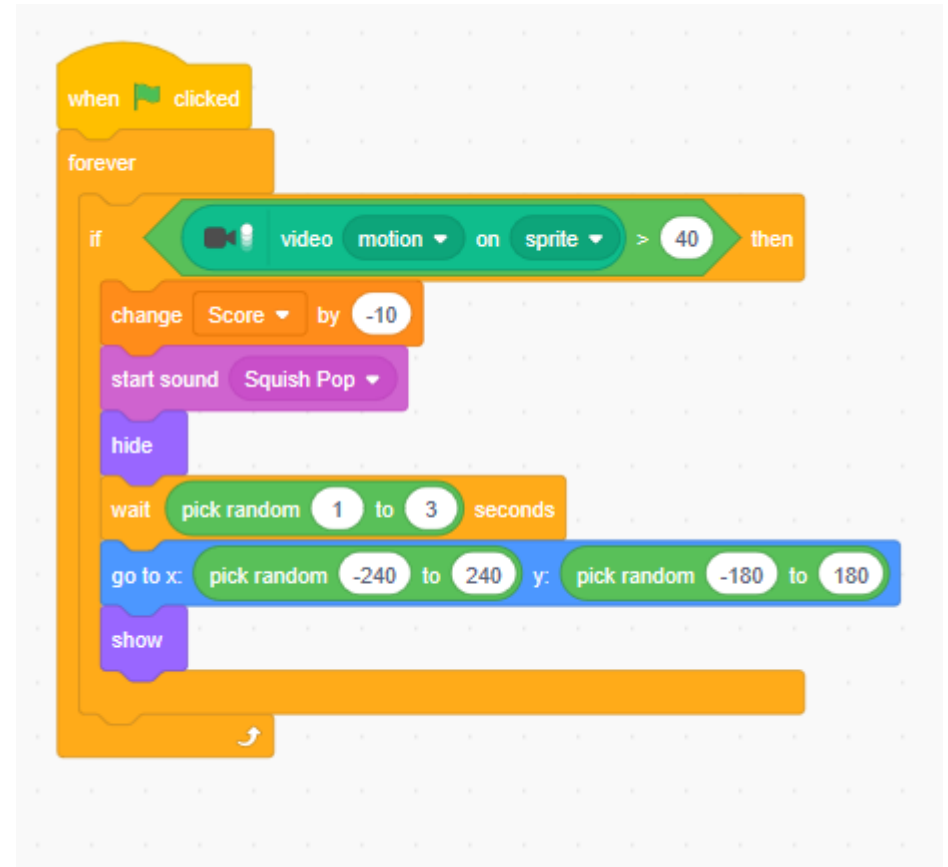 when clicked
forever
if video motion on sprite > 40 then
change Score by -10
start sound Squish Pop
hide
wait pick random 1 to 3 seconds
go to x: pick random -240 to 240 y: pick random -180 to 180
show